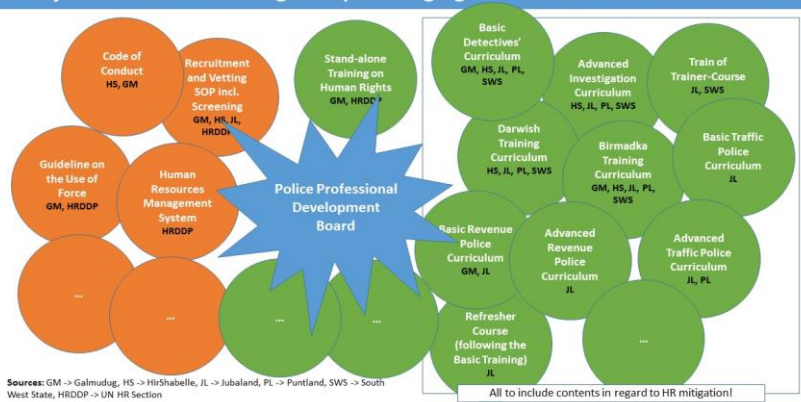 Code of
Conduct
HS, GM
Recruitment
and Vetting
SOP incl.
Screening
GM, HS, JL,
HRDDP
Stand-alone
Training on
Human Rights
GM, HRDDP
Guideline on
the Use of
Force
GM, HRDDP
Human
Resources
Management
System
HRDDP
...
...
Police Professional
Development
Board
...
...
Basic
Detectives'
Curriculum
GM, HS, JL, PL,
SWS
Advanced
Investigation
Curriculum
HS, JL, PL, SWS
Train of
Trainer-Course
JL, SWS
Darwish
Training
Curriculum
HS, JL, PL, SWS
Birmadka
Training
Curriculum
GM, HS, JL, PL,
SWS
Basic Traffic
Police
Curriculum
JL
Basic Revenue
Police
Curriculum
GM, JL
Advanced
Revenue
Police
Curriculum
JL
Advanced
Traffic Police
Curriculum
JL, PL
Refresher
Course
(following the
Basic Training)
JL
...
Sources: GM -> Galmudug, HS -> HirShabelle, JL -> Jubaland, PL -> Puntland, SWS -> South
West State, HRDDP -> UN HR Section
All to include contents in regard to HR mitigation!